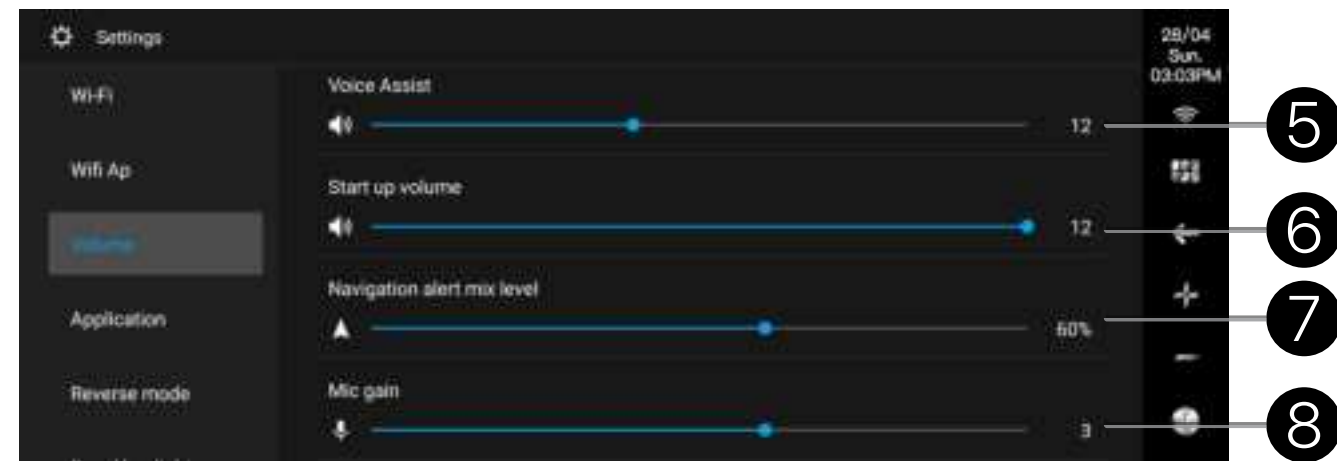 Settings
28/04
Sun.
03:03PM
Wi-Fi
Wifi Ap
Volume
Application
Reverse mode
Voice Assist
12
Start up volume
12
Navigation alert mix level
60%
Mic gain
3
5
6
7
8